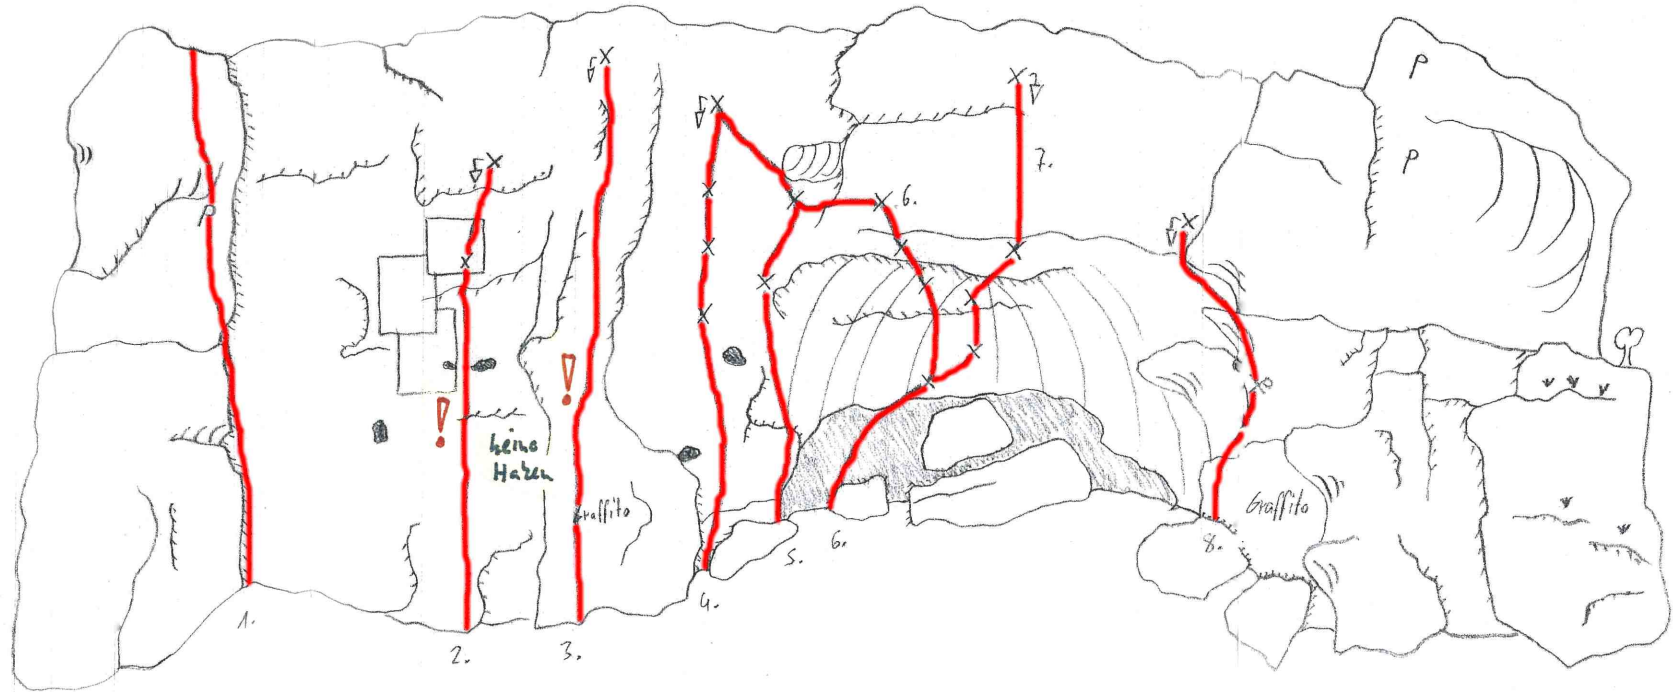 P
P
7.
6.
P
P
!
!
keine
Haken
Graffito
Graffito
1.
2.
3.
4.
5.
6.
8.